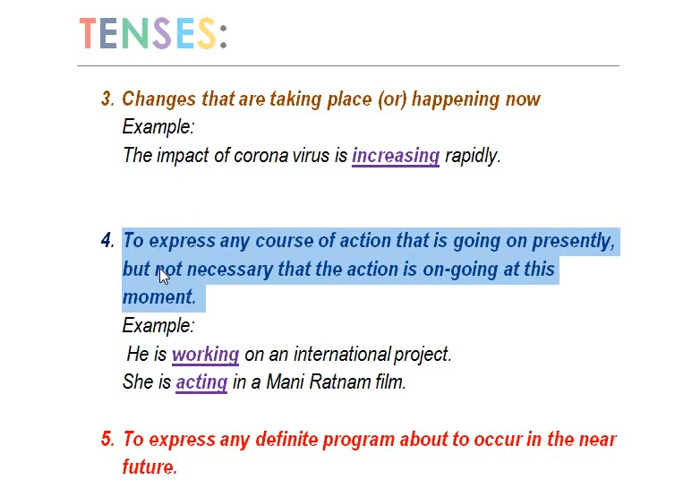 TENSES:
3. Changes that are taking place (or) happening now
Example:
The impact of corona virus is increasing rapidly.
4. To express any course of action that is going on presently,
but not necessary that the action is on-going at this
moment.
Example:
He is working on an international project.
She is acting in a Mani Ratnam film.
5. To express any definite program about to occur in the near
future.